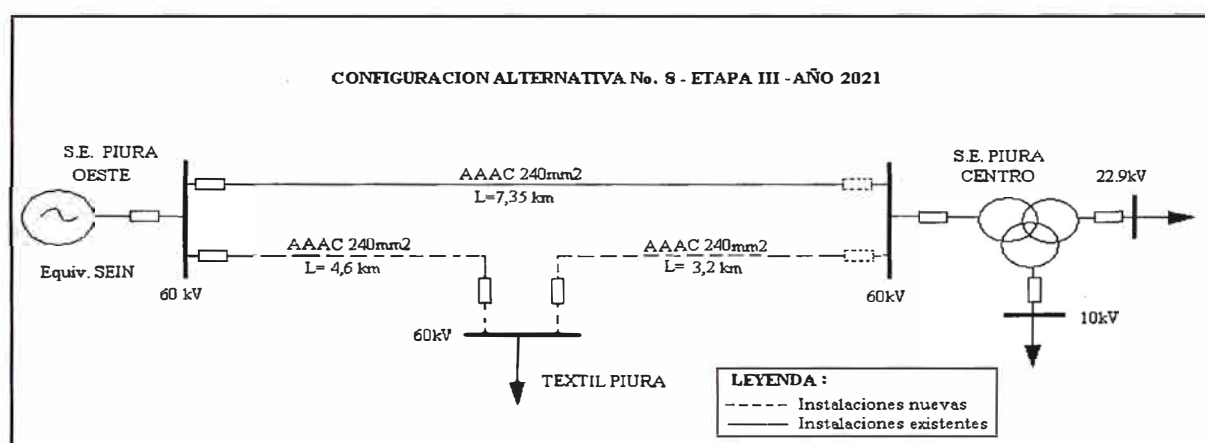 CONFIGURACION ALTERNATIVA No. 8 - ETAPA III - AÑO 2021
S.E. PIURA
OESTE
Equiv. SEIN
60 kV
AAAC 240mm2
L=7,35 km
AAAC 240mm2
L= 4,6 km
AAAC 240mm2
L= 3,2 km
60kV
TEXTIL PIURA
60kV
S.E. PIURA
CENTRO
22.9kV
10kV
LEYENDA :
Instalaciones nuevas
Instalaciones existentes